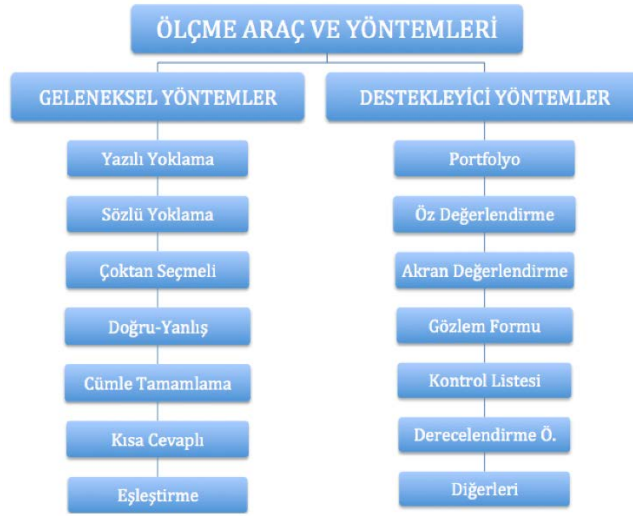 ÖLÇME ARAÇ VE YÖNTEMLERİ
GELENEKSEL YÖNTEMLER
Yazılı Yoklama
Sözlü Yoklama
Çoktan Seçmeli
Doğru-Yanlış
Cümle Tamamlama
Kısa Cevaplı
Eşleştirme
DESTEKLEYİCİ YÖNTEMLER
Portfolyo
Öz Değerlendirme
Akran Değerlendirme
Gözlem Formu
Kontrol Listesi
Derecelendirme Ö.
Diğerleri